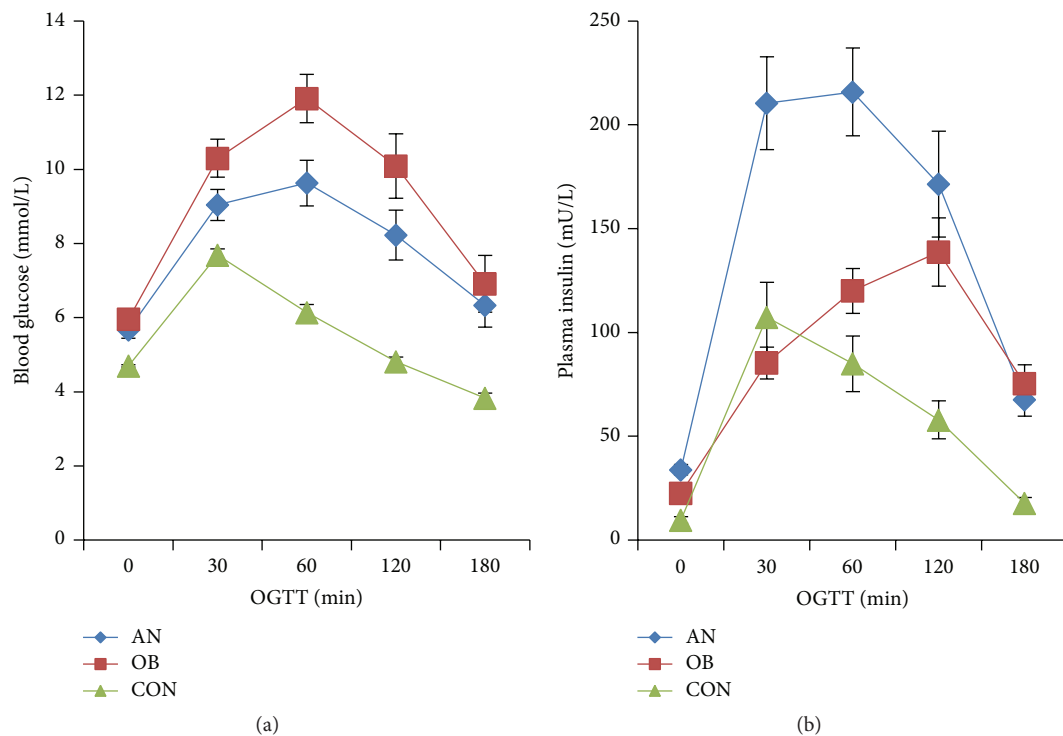 14
12
10
8
6
4
2
0
Blood glucose (mmol/L)
0 30 60 120 180
OGTT (min)
AN
OB
CON
(a)
250
200
150
100
50
0
Plasma insulin (mU/L)
0 30 60 120 180
OGTT (min)
AN
OB
CON
(b)